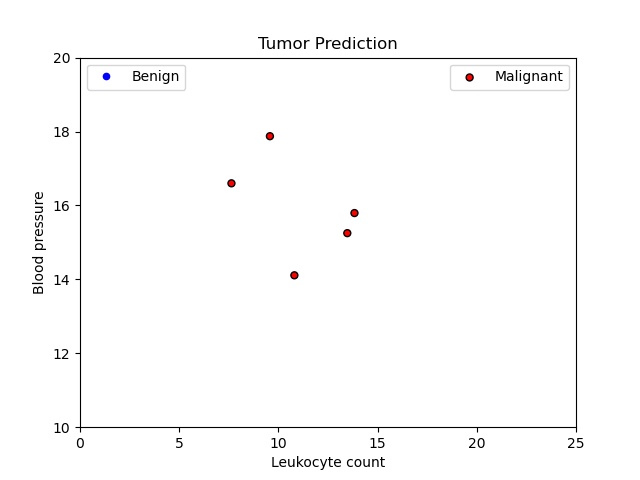 Tumor Prediction
Benign
Malignant
20
18
16
14
12
10
Blood pressure
0 5 10 15 20 25
Leukocyte count